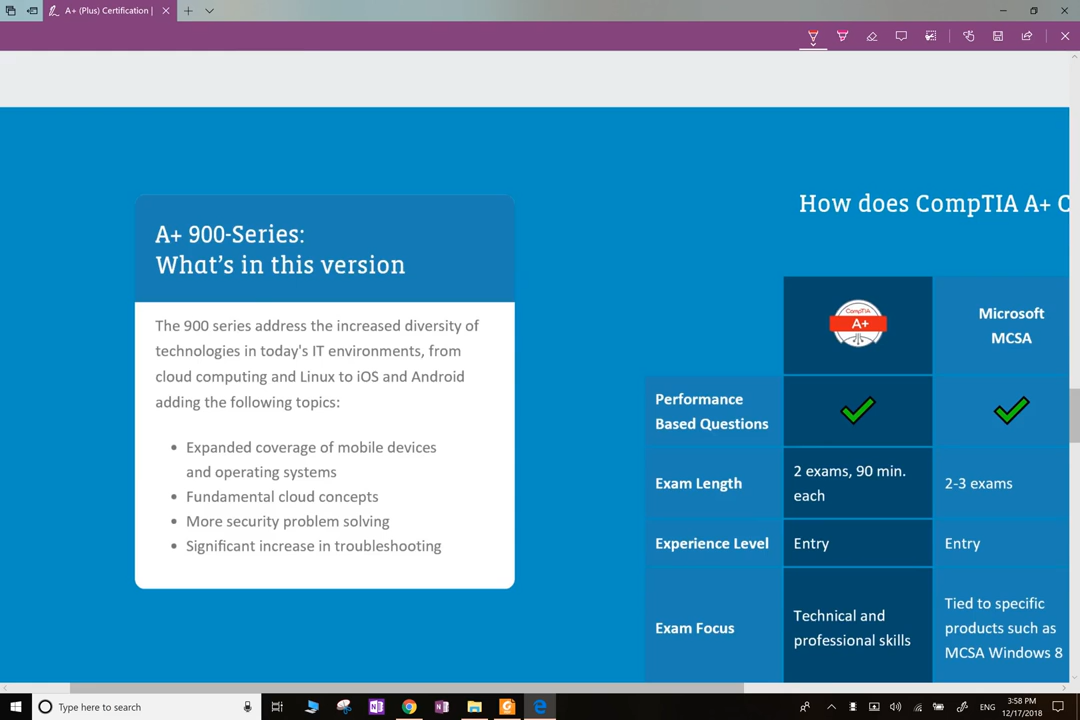 A+ (Plus) Certification |
A+ 900-Series:
What's in this version
The 900 series address the increased diversity of
technologies in today's IT environments, from
cloud computing and Linux to iOS and Android
adding the following topics:
• Expanded coverage of mobile devices
and operating systems
• Fundamental cloud concepts
• More security problem solving
• Significant increase in troubleshooting
How does CompTIA A+ C
CompTIA
A+
Microsoft
MCSA
Performance
Based Questions
Exam Length
2 exams, 90 min.
each
2-3 exams
Experience Level
Entry
Entry
Exam Focus
Technical and
professional skills
Tied to specific
products such as
MCSA Windows 8
Type here to search
ENG
3:58 PM
12/17/2018